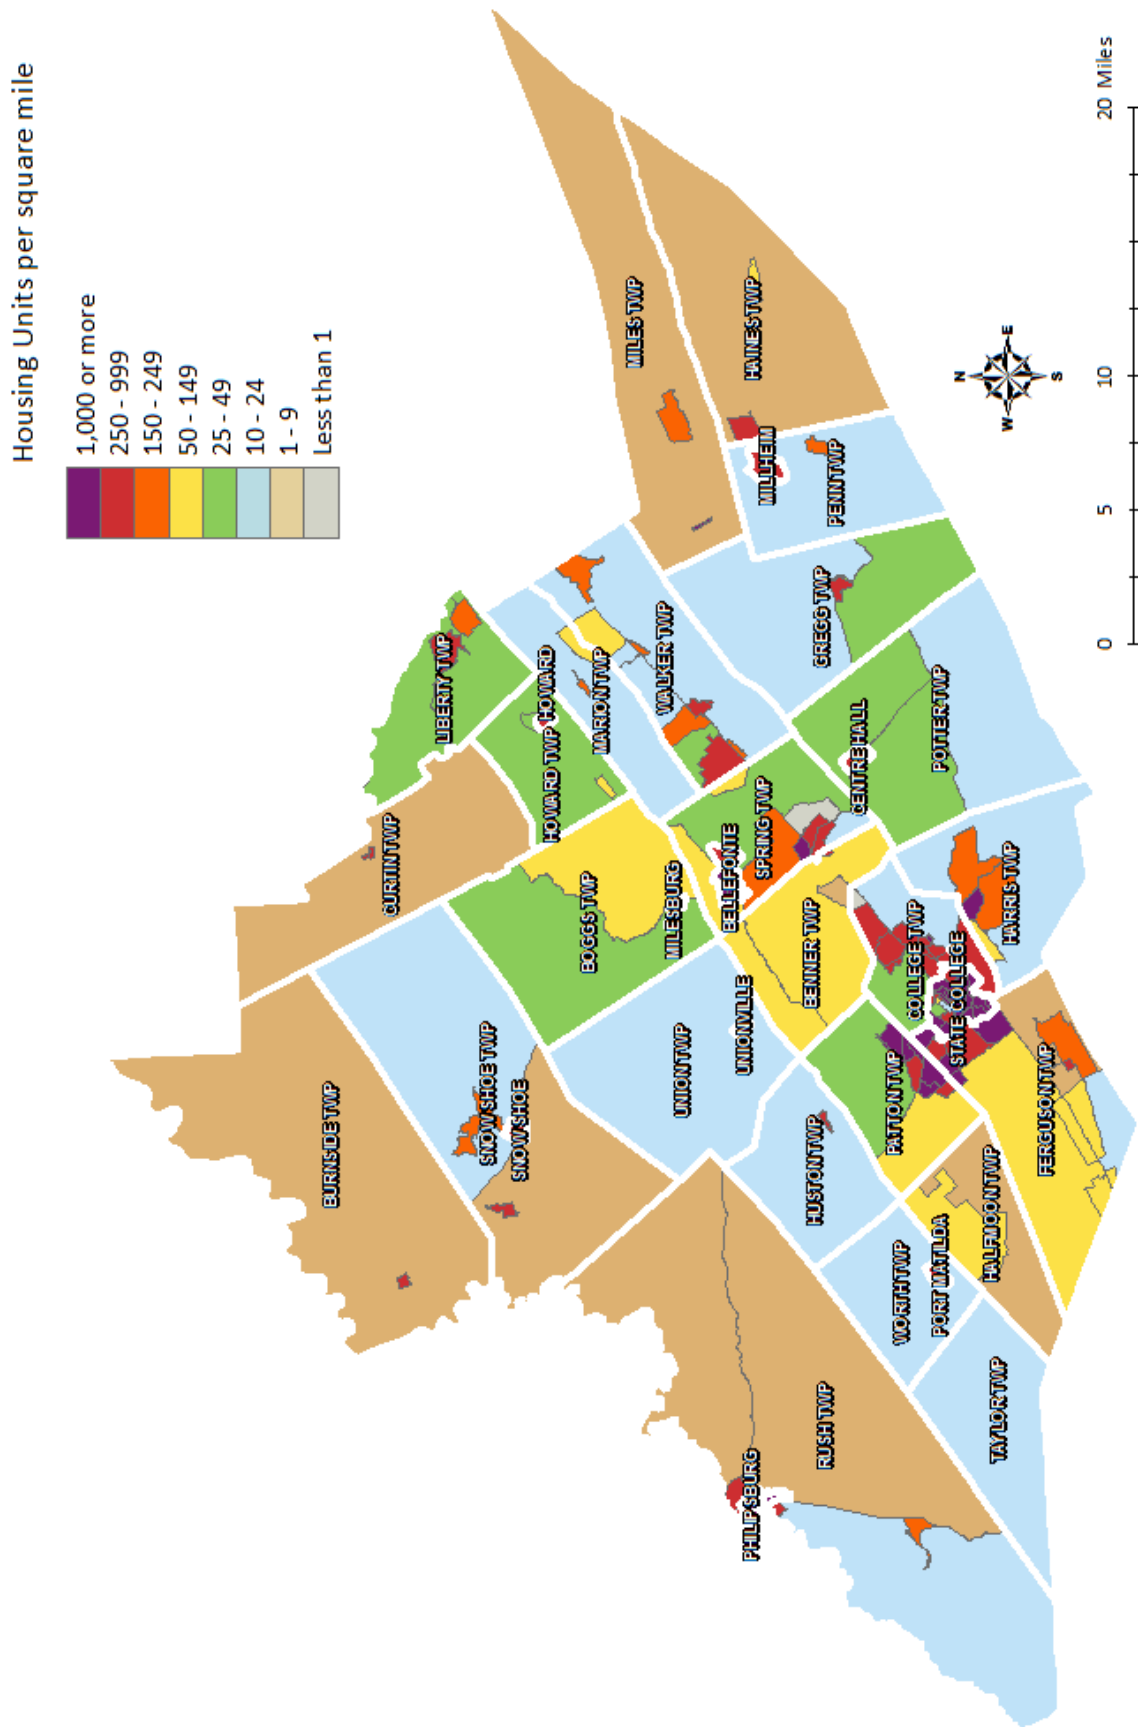 Housing Units per square mile
1,000 or more
250 - 999
150 - 249
50 - 149
25 - 49
10 - 24
1 - 9
Less than 1
BURNSIDE TWP
CURTIN TWP
LIBERTY TWP
SNOW SHOE TWP
SNOW SHOE
HOWARD
HOWARD TWP
BOGGS TWP
MARION TWP
MILES TWP
WALKER TWP
MILESBURG
UNION TWP
UNIONVILLE
BELLEFONTE
SPRING TWP
HAINES TWP
MILLHEIM
PENN TWP
GREGG TWP
PHILIPSBURG
RUSH TWP
HUSTON TWP
BENNER TWP
CENTRE HALL
PATTON TWP
COLLEGE TWP
POTTER TWP
WORTH TWP
PORT MATILDA
STATE COLLEGE
HARRIS TWP
HALFMOON TWP
TAYLOR TWP
FERGUSON TWP
N
W
E
S
0
5
10
20 Miles